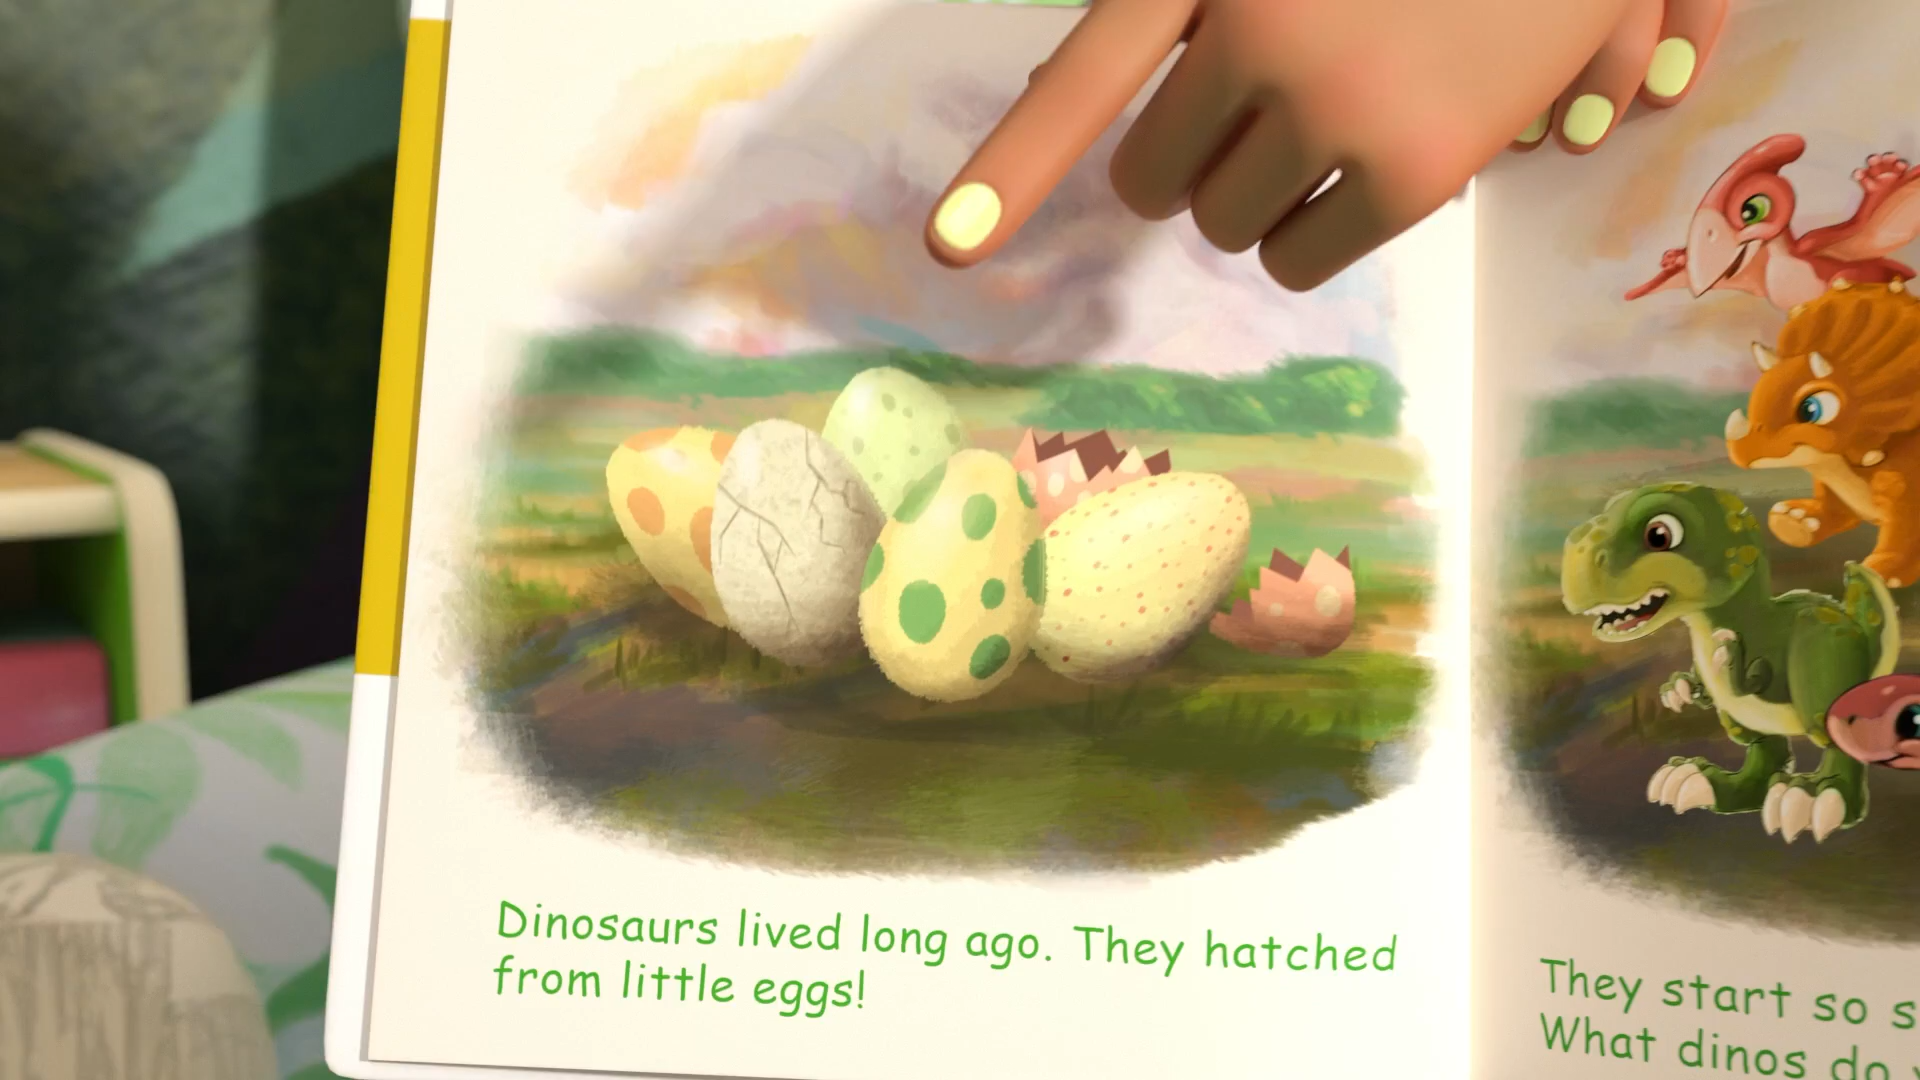 Dinosaurs lived long ago. They hatched
from little eggs!
They start so
What dinos do